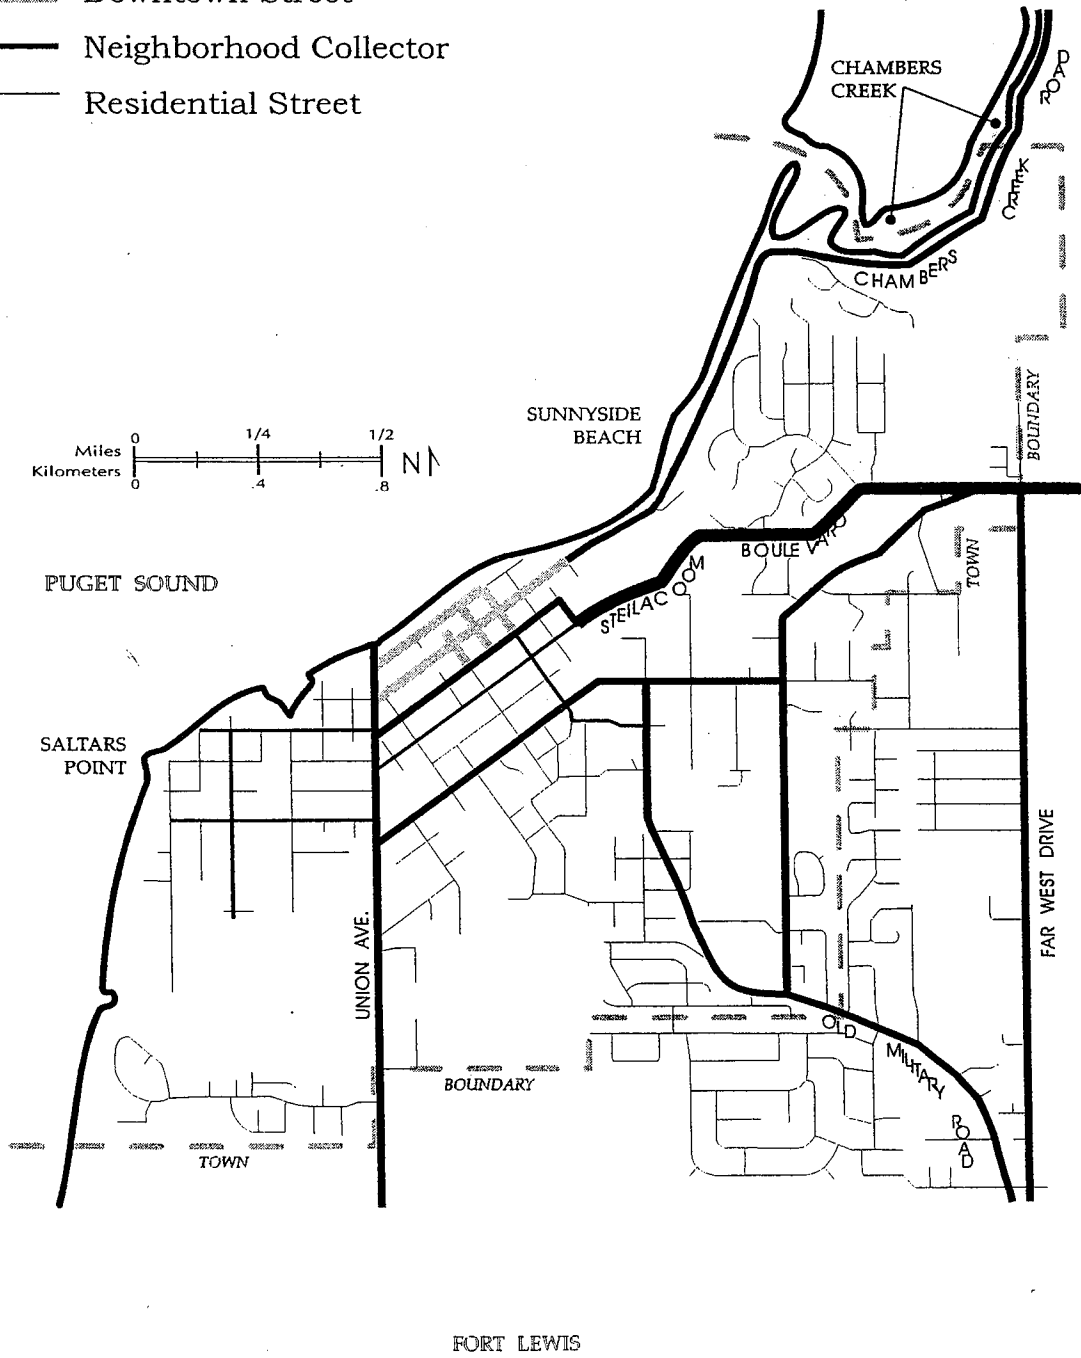 Downtown Street
Neighborhood Collector
Residential Street
CHAMBERS
CREEK
CHAMBERS CREEK ROAD
BOUNDARY
SUNNYSIDE
BEACH
0 1/4 1/2
Miles
Kilometers
0 .4 .8
N
STEILACOOM BOULEVARD
TOWN
PUGET SOUND
SALTARS
POINT
FAR WEST DRIVE
UNION AVE.
OLD MILITARY ROAD
BOUNDARY
TOWN
FORT LEWIS